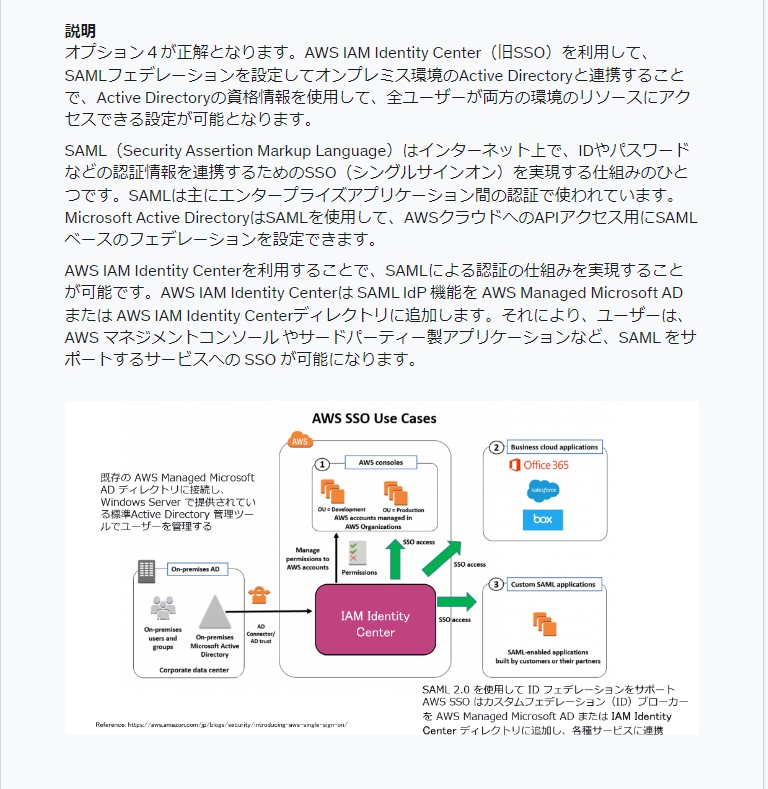 説明
オプション４が正解となります。AWS IAM Identity Center（旧SSO）を利用して、
SAMLフェデレーションを設定してオンプレミス環境のActive Directoryと連携すること
で、Active Directoryの資格情報を使用して、全ユーザーが両方の環境のリソースにアク
セスできる設定が可能となります。
SAML（Security Assertion Markup Language）はインターネット上で、IDやパスワード
などの認証情報を連携するためのSSO（シングルサインオン）を実現する仕組みのひと
つです。SAMLは主にエンタープライズアプリケーション間の認証で使われています。
Microsoft Active DirectoryはSAMLを使用して、AWSクラウドへのAPIアクセス用にSAML
ベースのフェデレーションを設定できます。
AWS IAM Identity Centerを利用することで、SAMLによる認証の仕組みを実現すること
が可能です。AWS IAM Identity Centerは SAML IdP 機能を AWS Managed Microsoft AD
または AWS IAM Identity Centerディレクトリに追加します。それにより、ユーザーは、
AWS マネジメントコンソール やサードパーティー製アプリケーションなど、SAML をサ
ポートするサービスへの SSO が可能になります。
AWS SSO Use Cases
既存の AWS Managed Microsoft
AD ディレクトリに接続し、
Windows Server で提供されてい
る標準Active Directory 管理ツー
ルでユーザーを管理する
AWS
1 AWS consoles
OU = Development
OU = Production
AWS accounts managed in
AWS Organizations
2 Business cloud applications
Office 365
salesforce
box
Manage
permissions to
AWS accounts
Permissions
SSO access
SSO access
SSO access
On-premises AD
On-premises
users and
groups
On-premises
Microsoft Active
Directory
Corporate data center
AD
Connector/
AD trust
IAM Identity
Center
3 Custom SAML applications
SAML-enabled applications
built by customers or their partners
SAML 2.0 を使用して ID フェデレーションをサポート
AWS SSO はカスタムフェデレーション（ID）ブローカー
を AWS Managed Microsoft AD または IAM Identity
Center ディレクトリに追加し、各種サービスに連携
Reference: https://aws.amazon.com/jp/blogs/security/introducing-aws-single-sign-on/